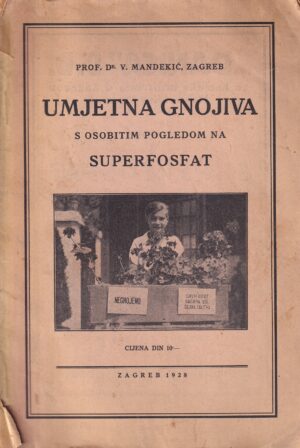 PROF. DR. V. MANDEKIĆ, ZAGREB
UMJETNA GNOJIVA
S OSOBITIM POGLEDOM NA
SUPERFOSFAT
NEGNOJENO
CIJENA DIN 10·—
ZAGREB 1928